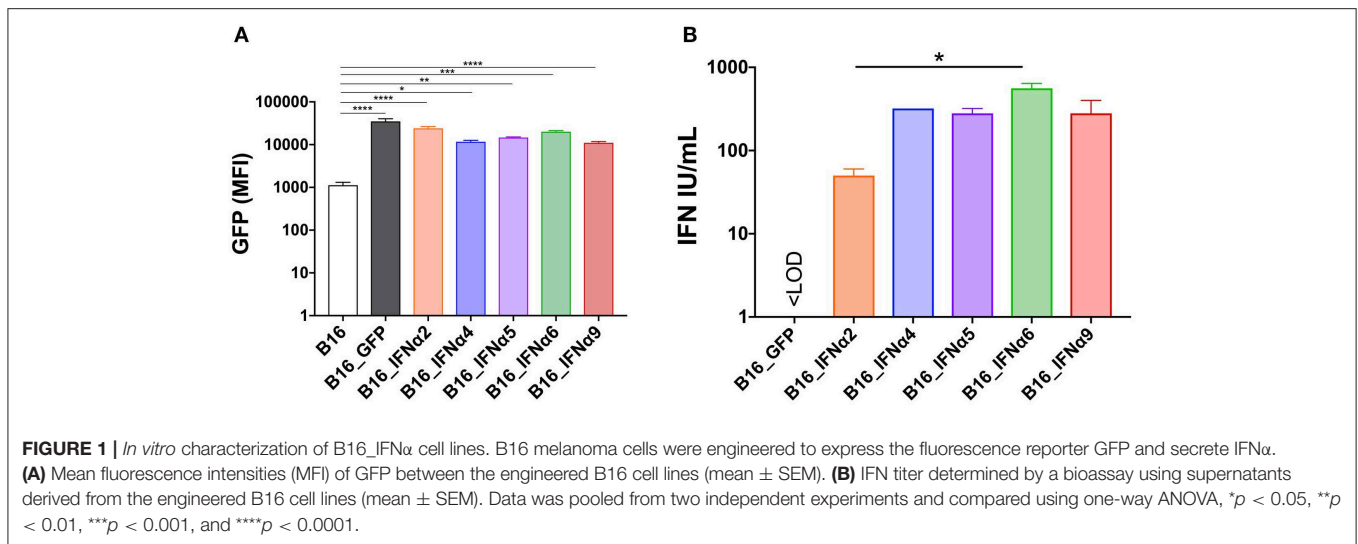 A
****
***
**
*
****
****
100000
10000
1000
100
10
1
GFP (MFI)
B16
B16_GFP
B16_IFNα2
B16_IFNα4
B16_IFNα5
B16_IFNα6
B16_IFNα9
B
*
1000
100
10
1
IFN IU/mL
<LOD
B16_GFP
B16_IFNα2
B16_IFNα4
B16_IFNα5
B16_IFNα6
B16_IFNα9
FIGURE 1 | In vitro characterization of B16_IFNα cell lines. B16 melanoma cells were engineered to express the fluorescence reporter GFP and secrete IFNα.
(A) Mean fluorescence intensities (MFI) of GFP between the engineered B16 cell lines (mean ± SEM). (B) IFN titer determined by a bioassay using supernatants
derived from the engineered B16 cell lines (mean ± SEM). Data was pooled from two independent experiments and compared using one-way ANOVA, *p < 0.05, **p
< 0.01, ***p < 0.001, and ****p < 0.0001.